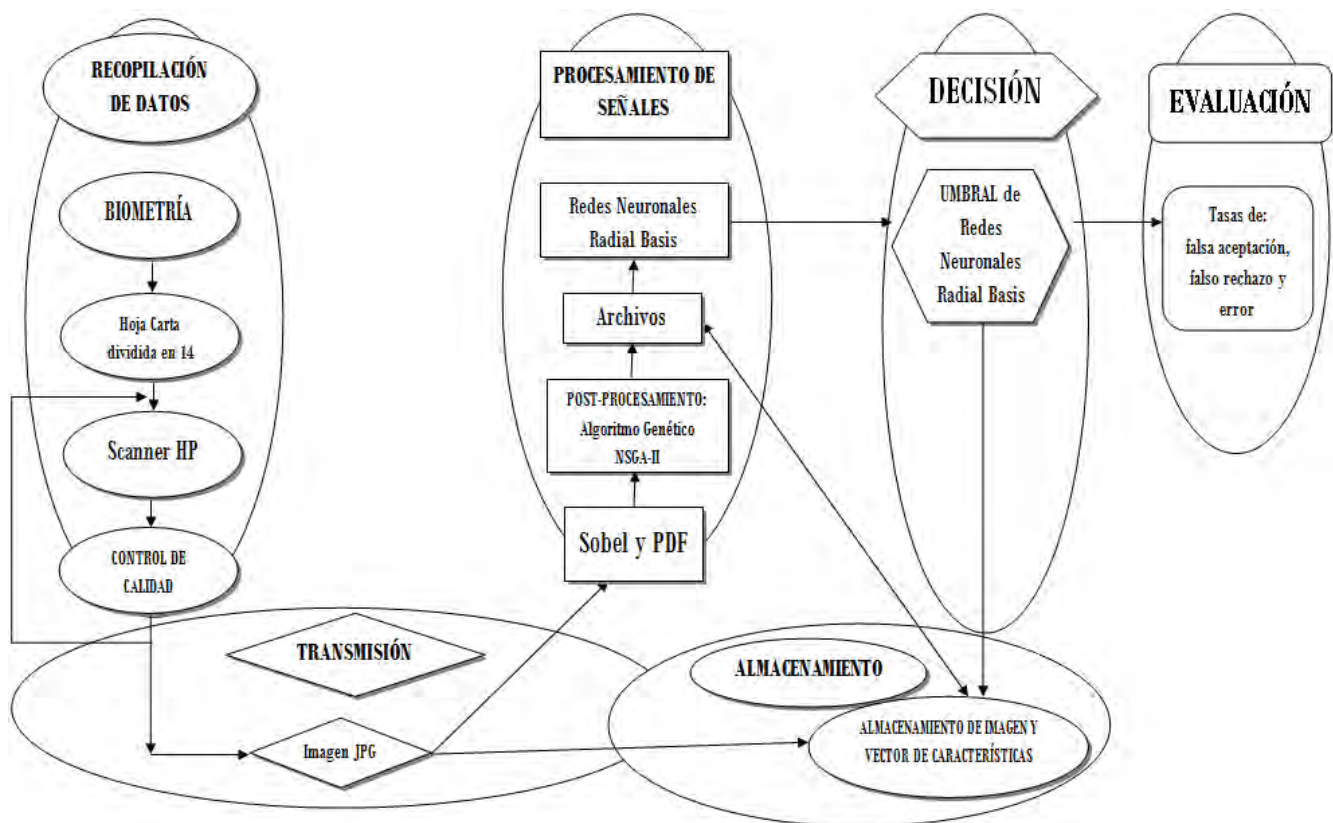 RECOPILACIÓN
DE DATOS
BIOMETRÍA
Hoja Carta
dividida en 14
Scanner HP
CONTROL DE
CALIDAD
TRANSMISIÓN
Imagen JPG
PROCESAMIENTO DE
SEÑALES
Redes Neuronales
Radial Basis
Archivos
POST-PROCESAMIENTO:
Algoritmo Genético
NSGA-II
Sobel y PDF
DECISIÓN
UMBRAL de
Redes
Neuronales
Radial Basis
ALMACENAMIENTO
ALMACENAMIENTO DE IMAGEN Y
VECTOR DE CARACTERÍSTICAS
EVALUACIÓN
Tasas de:
falsa aceptación,
falso rechazo y
error